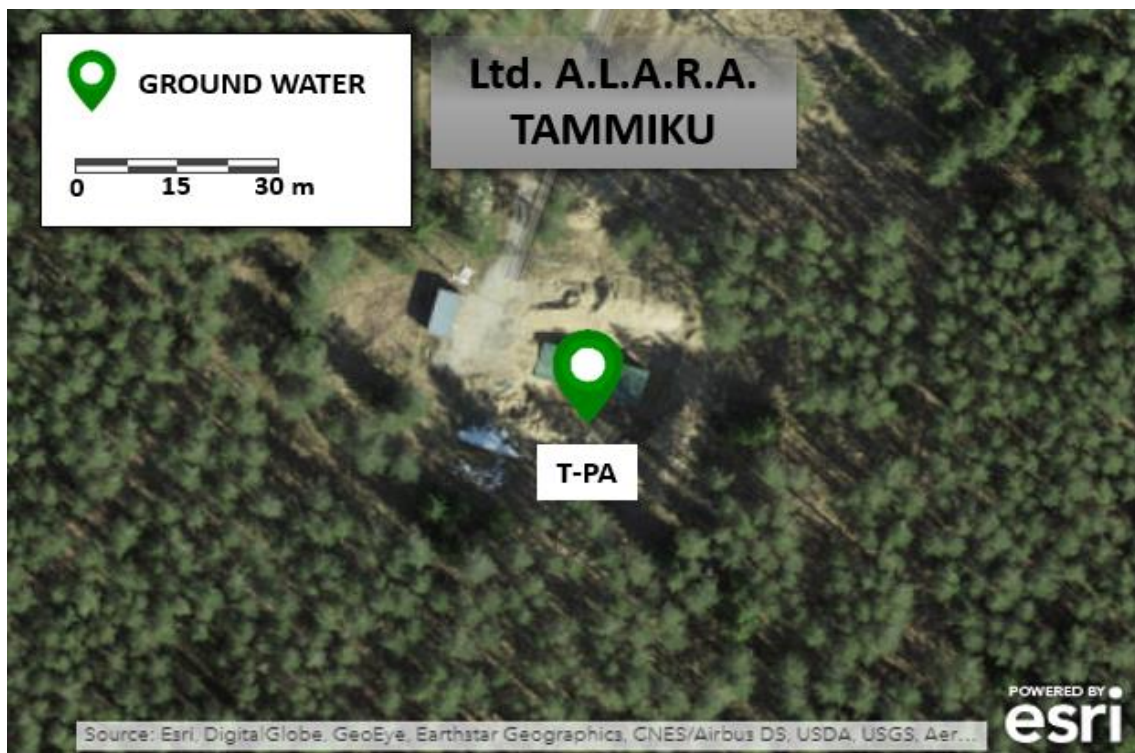 GROUND WATER
0 15 30 m
Ltd. A.L.A.R.A.
TAMMIKU
T-PA
POWERED BY
esri
Source: Esri, DigitalGlobe, GeoEye, Earthstar Geographics, CNES/Airbus DS, USDA, USGS, Aer...